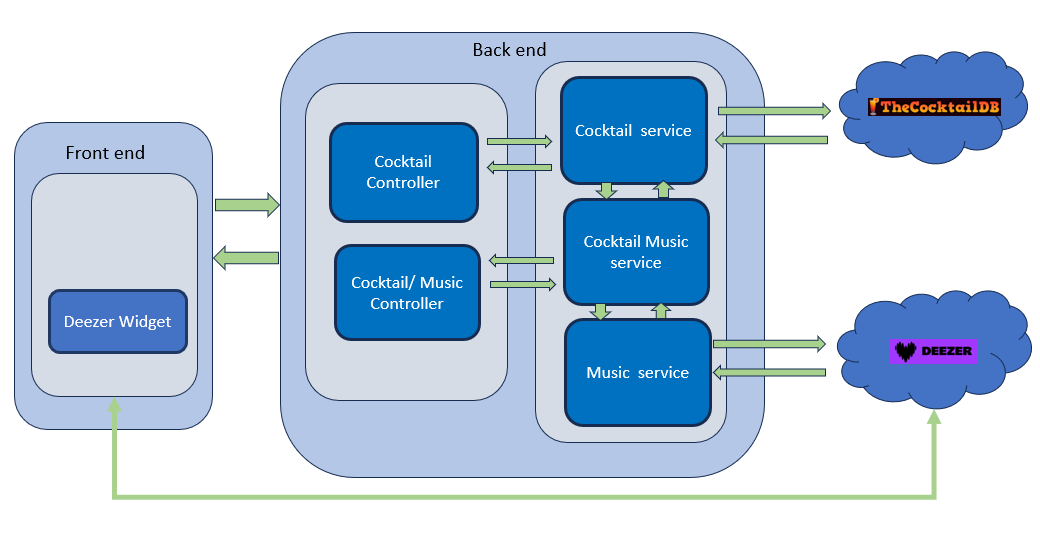 Back end
Front end
Deezer Widget
Cocktail
Controller
Cocktail/ Music
Controller
Cocktail service
Cocktail Music
service
Music service
TheCocktailDB
DEEZER